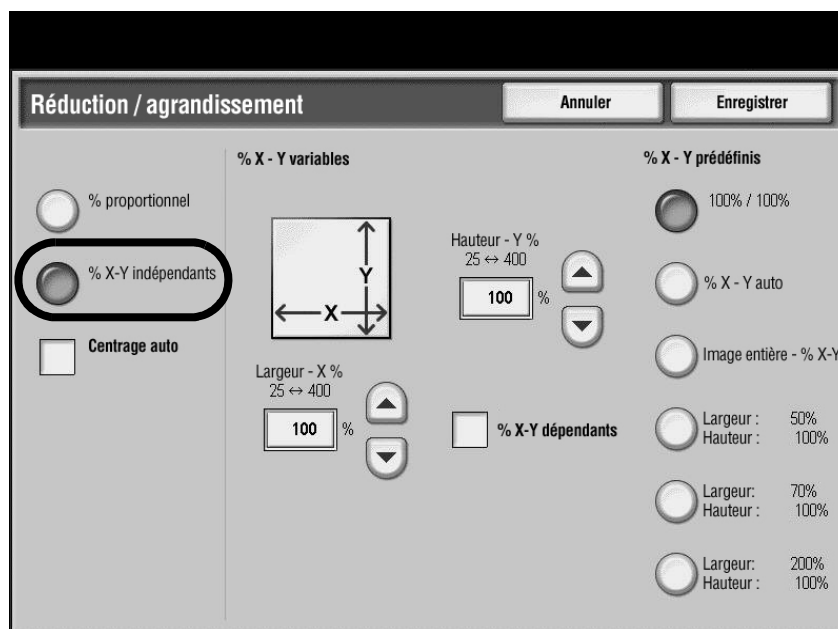 Réduction / agrandissement
Annuler
Enregistrer
% proportionnel
% X-Y indépendants
Centrage auto
% X - Y variables
Y
X
Hauteur - Y %
25 ↔ 400
100 %
Largeur - X %
25 ↔ 400
100 %
% X-Y dépendants
% X - Y prédéfinis
100% / 100%
% X - Y auto
Image entière - % X-Y
Largeur : 50%
Hauteur : 100%
Largeur: 70%
Hauteur : 100%
Largeur: 200%
Hauteur : 100%